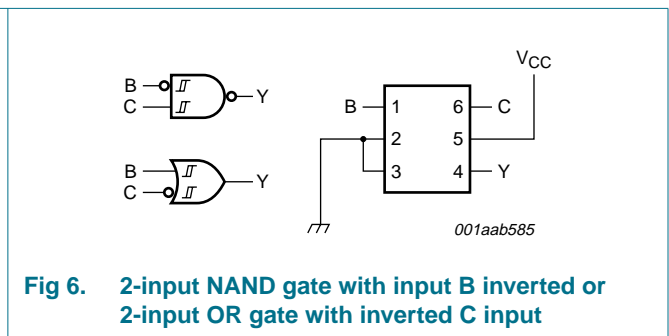 B
C
Y
B
C
Y
VCC
B 1 6 C
2 5
3 4 Y
001aab585
Fig 6. 2-input NAND gate with input B inverted or
2-input OR gate with inverted C input